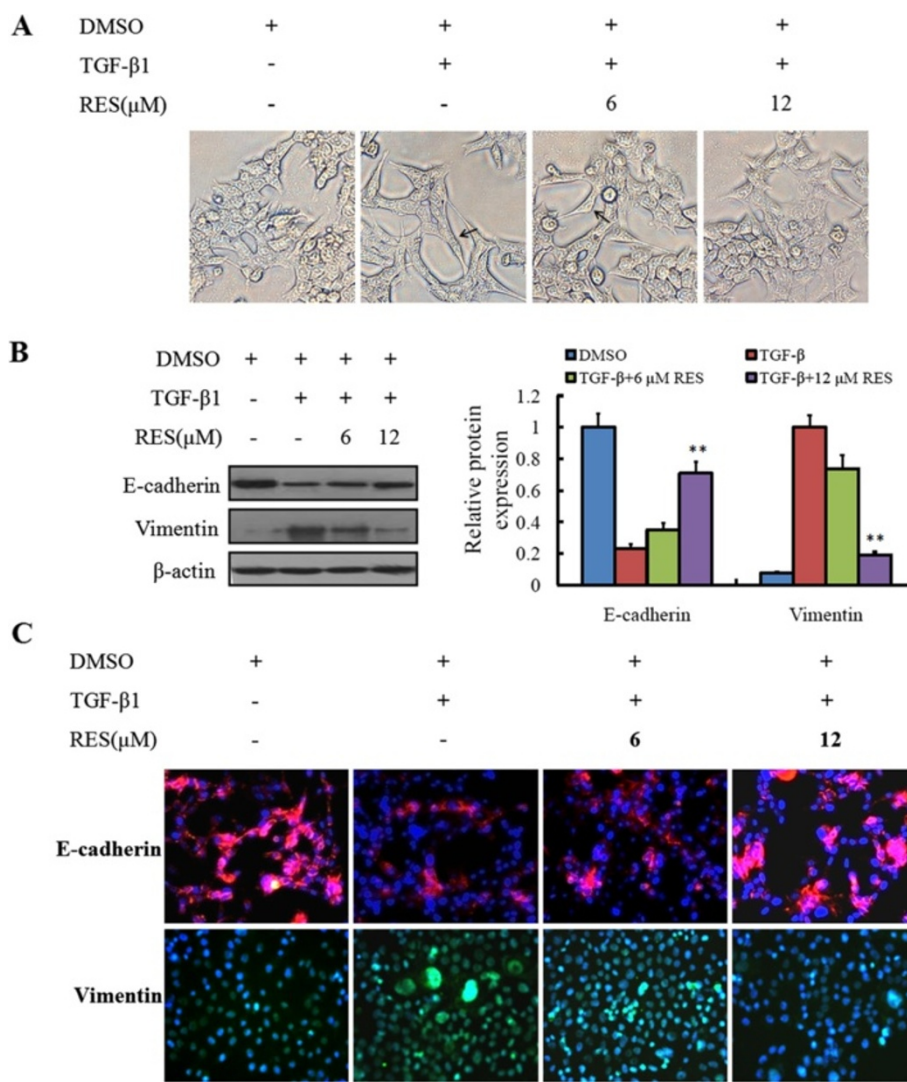 A
DMSO + + + +
TGF-β1 - + + +
RES(μM) - - 6 12
B
DMSO + + + +
TGF-β1 - + + +
RES(μM) - - 6 12
E-cadherin
Vimentin
β-actin
DMSO TGF-β
TGF-β+6 μM RES TGF-β+12 μM RES
Relative protein
expression
1.2
1
0.8
0.6
0.4
0.2
0
**
**
E-cadherin Vimentin
C
DMSO + + + +
TGF-β1 - + + +
RES(μM) - - 6 12
E-cadherin
Vimentin